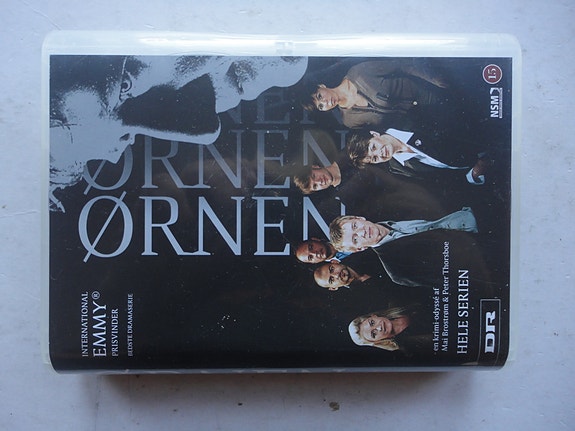 ØRNEN
ØRNEN
ØRNEN
INTERNATIONAL
EMMY®
PRISVINDER
BEDSTE DRAMASERIE
en krimi-odyssé af
Mai Brostrøm & Peter Thorsboe
HELE SERIEN
DR
15
NSM